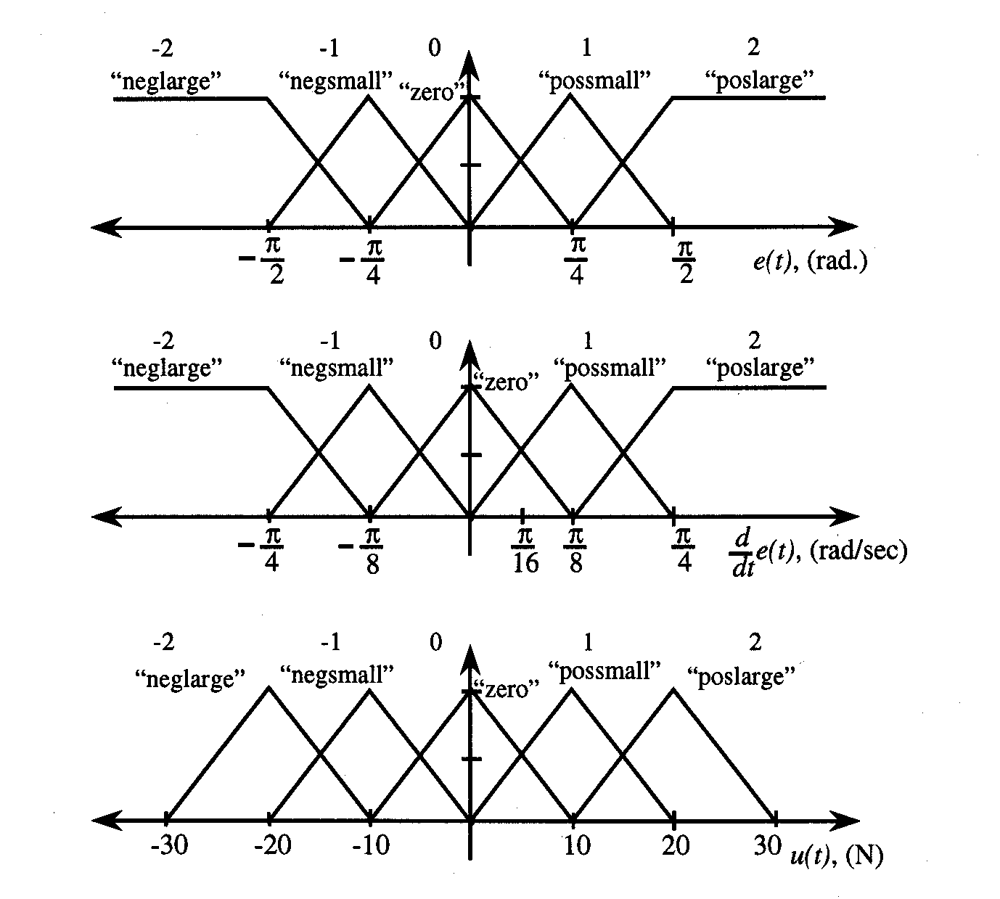 -2 -1 0 1 2
“neglarge” “negsmall” “zero” “possmall” “poslarge”
−π/2 −π/4 π/4 π/2 e(t), (rad.)
-2 -1 0 1 2
“neglarge” “negsmall” “zero” “possmall” “poslarge”
−π/4 −π/8 π/16 π/8 π/4 d/dt e(t), (rad/sec)
-2 -1 0 1 2
“neglarge” “negsmall” “zero” “possmall” “poslarge”
-30 -20 -10 10 20 30 u(t), (N)